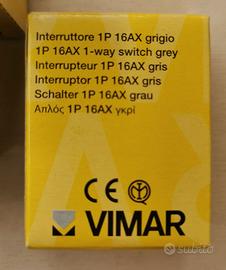 Interruttore 1P 16AX grigio
1P 16AX 1-way switch grey
Interrupteur 1P 16AX gris
Interruptor 1P 16AX gris
Schalter 1P 16AX grau
Απλός 1P 16AX γκρί
CE
VIMAR
subito